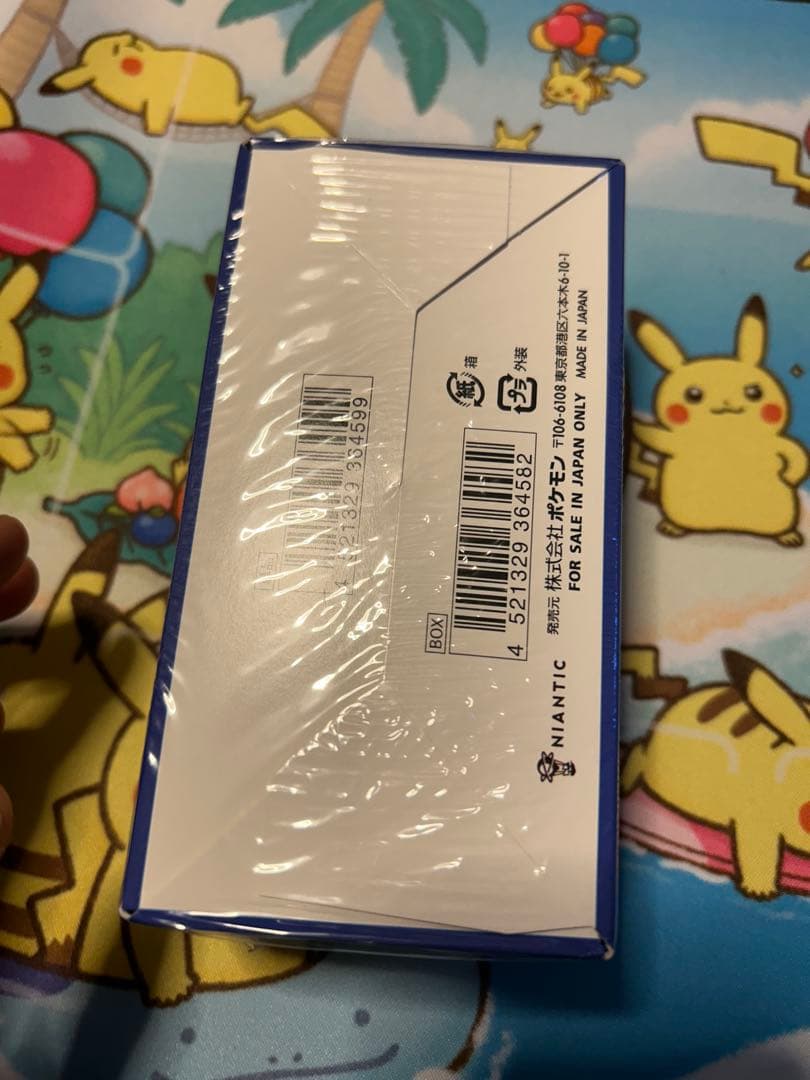 紙
箱
プラ
外装
4 521329 364599
BOX
4 521329 364582
発売元 株式会社ポケモン 〒106-6108 東京都港区六本木6-10-1
FOR SALE IN JAPAN ONLY MADE IN JAPAN
NIANTIC